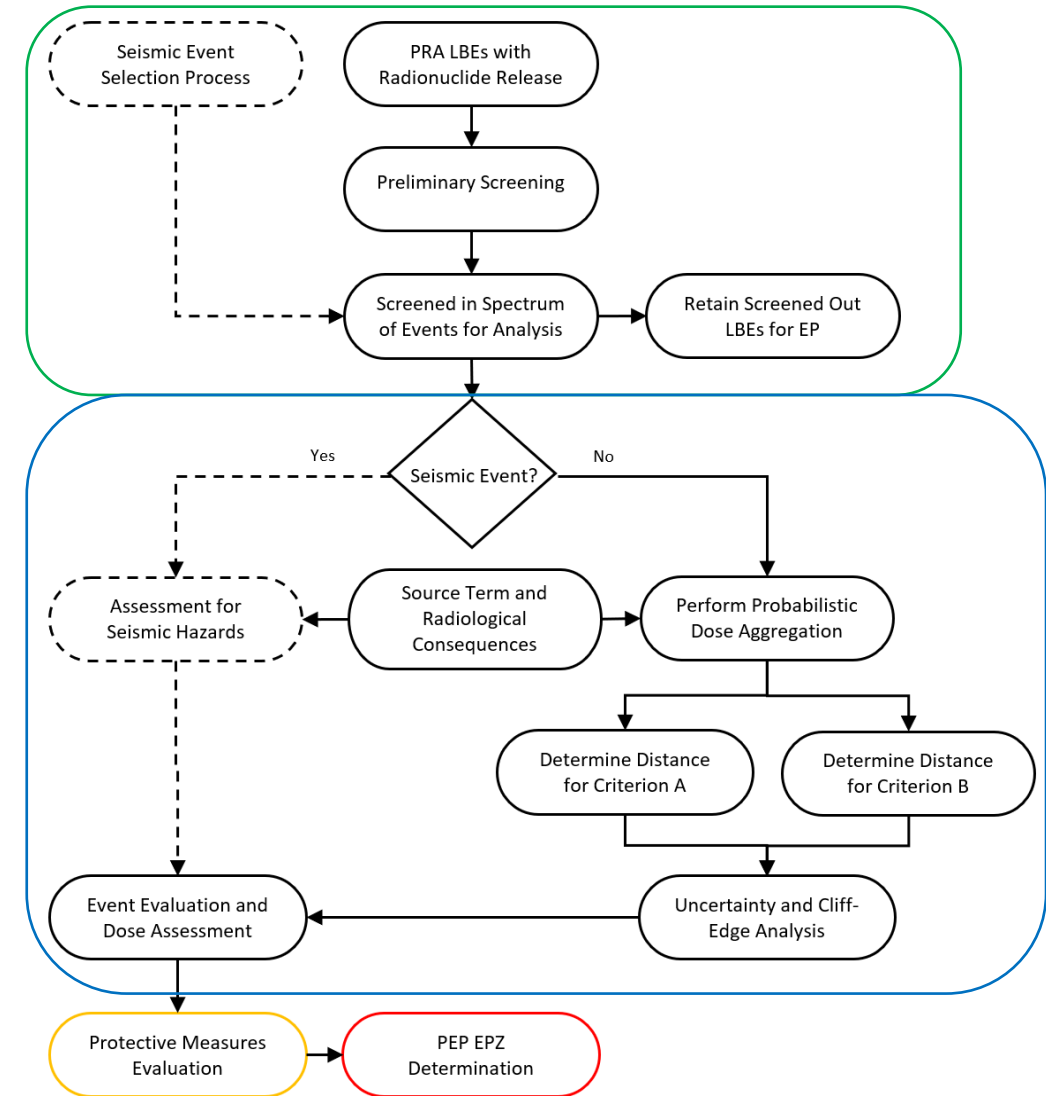 Seismic Event
Selection Process
PRA LBEs with
Radionuclide Release
Preliminary Screening
Screened in Spectrum
of Events for Analysis
Retain Screened Out
LBEs for EP
Yes
Seismic Event?
No
Assessment for
Seismic Hazards
Source Term and
Radiological
Consequences
Perform Probabilistic
Dose Aggregation
Determine Distance
for Criterion A
Determine Distance
for Criterion B
Event Evaluation and
Dose Assessment
Uncertainty and Cliff-
Edge Analysis
Protective Measures
Evaluation
PEP EPZ
Determination